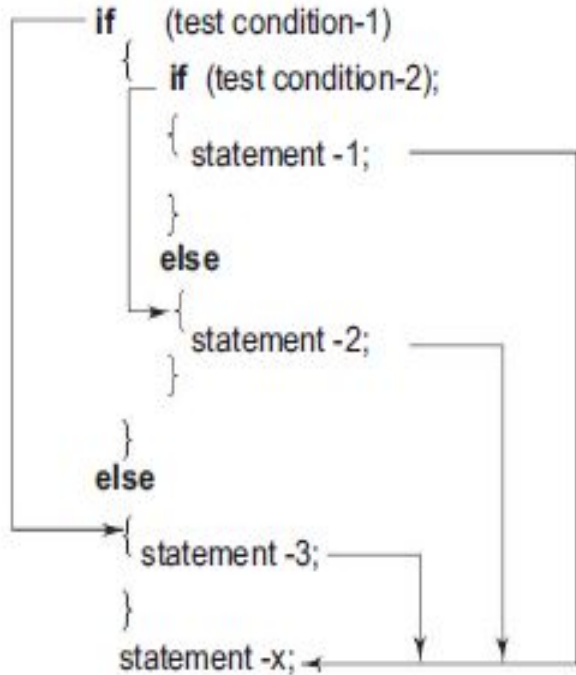 if (test condition-1)
{
if (test condition-2);
{
statement -1;
}
else
{
statement -2;
}
}
else
{
statement -3;
}
statement -x;